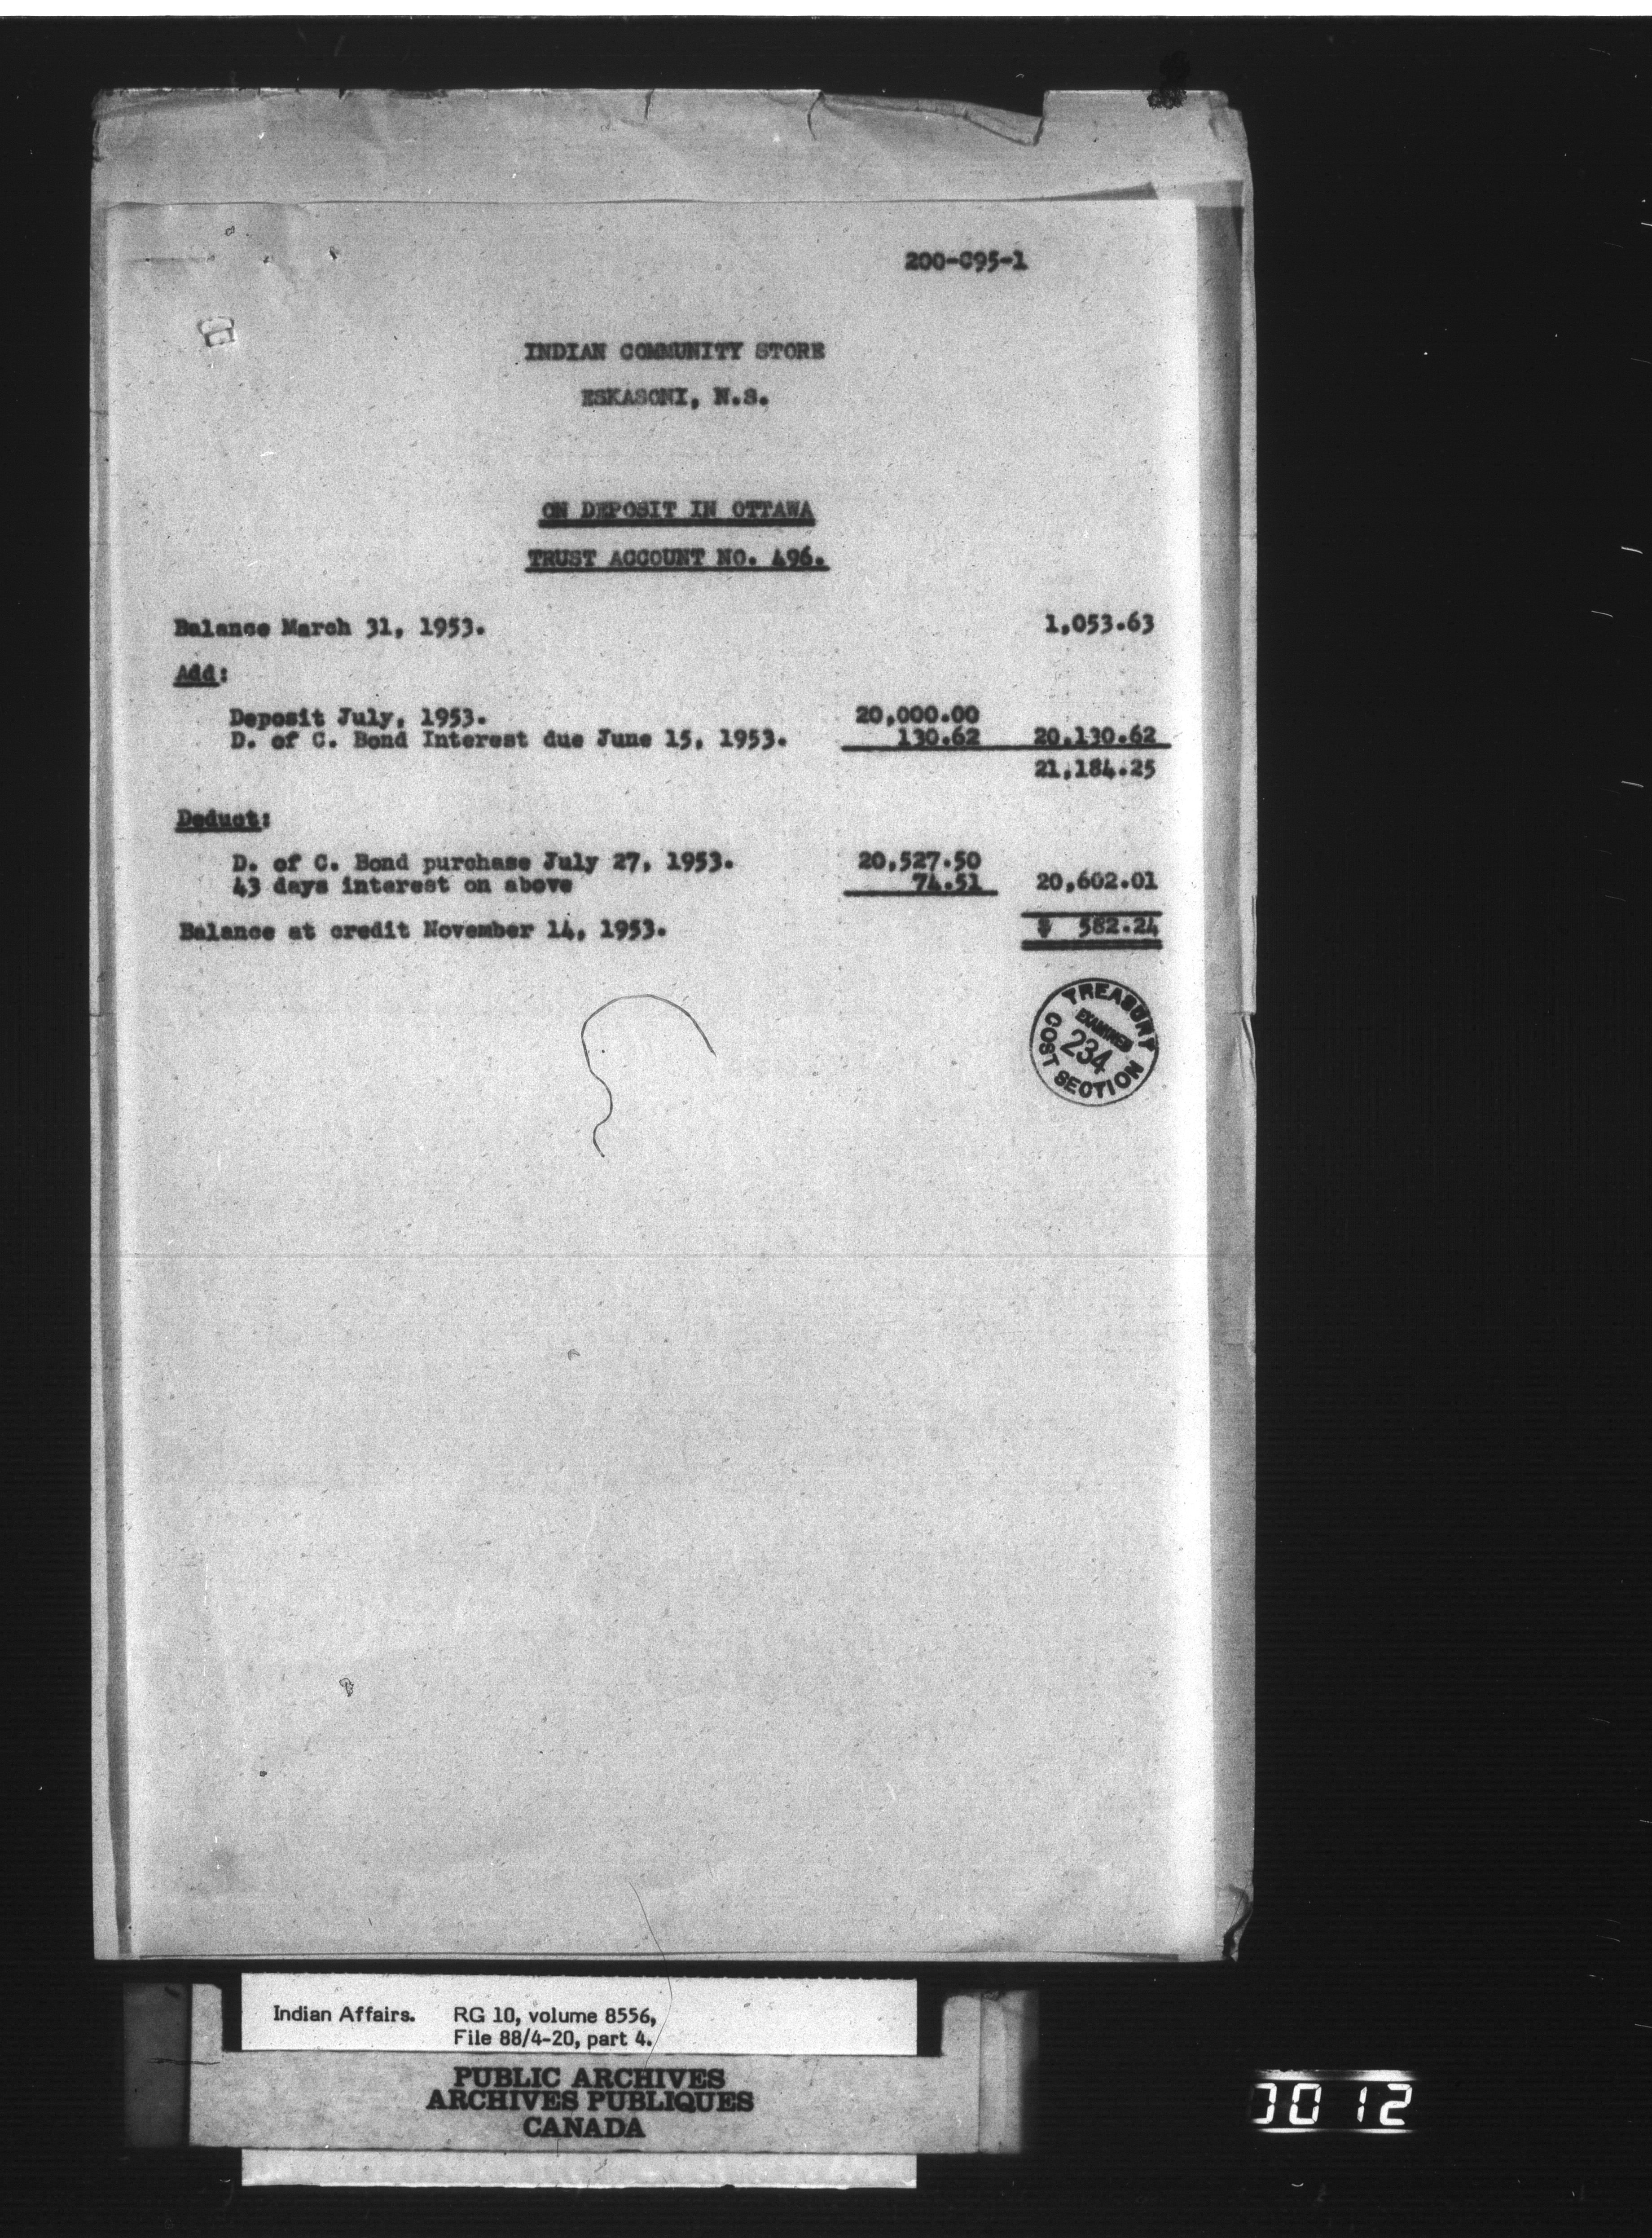 200-C95-1
INDIAN COMMUNITY STORE
ESKASONI, N.S.
ON DEPOSIT IN OTTAWA
TRUST ACCOUNT NO. 496.
Balance March 31, 1953. 1,053.63
Add:
Deposit July, 1953. 20,000.00
D. of C. Bond Interest due June 15, 1953. 130.62 20,130.62
21,184.25
Deduct:
D. of C. Bond purchase July 27, 1953. 20,527.50
43 days interest on above 74.51 20,602.01
Balance at credit November 14, 1953. $ 582.24
TREASURY
EXAMINED
234
COST SECTION
Indian Affairs. RG 10, volume 8556,
File 88/4-20, part 4.
PUBLIC ARCHIVES
ARCHIVES PUBLIQUES
CANADA
0012